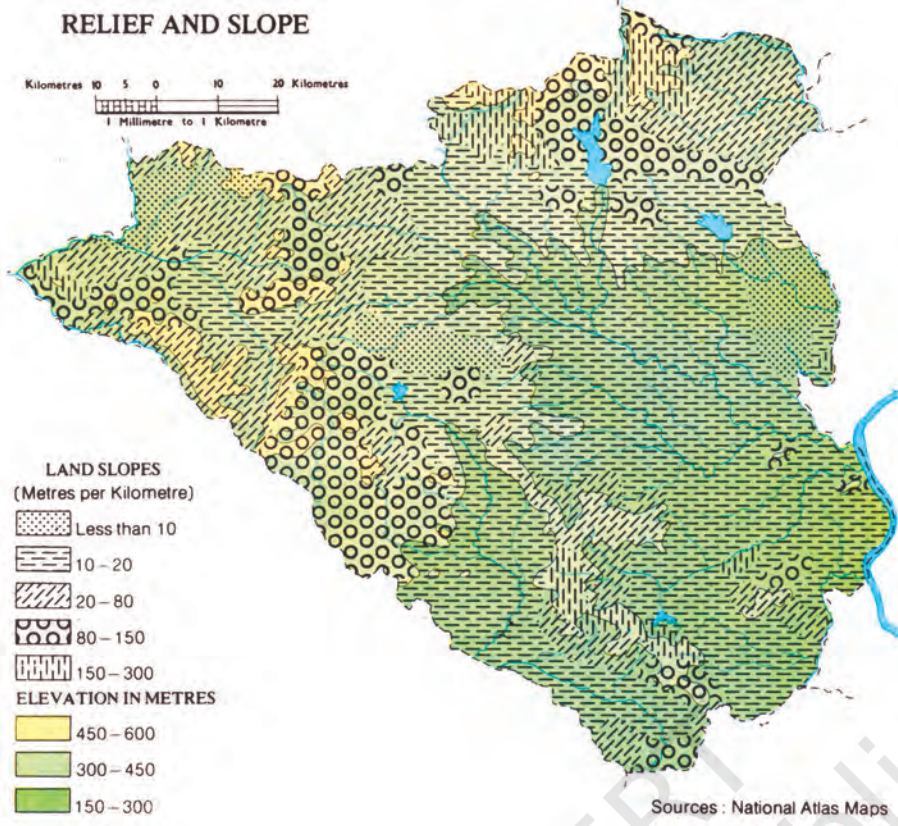 RELIEF AND SLOPE
Kilometres 10 5 0 10 20 Kilometres
1 Millimetre to 1 Kilometre
LAND SLOPES
(Metres per Kilometre)
Less than 10
10 – 20
20 – 80
80 – 150
150 – 300
ELEVATION IN METRES
450 – 600
300 – 450
150 – 300
Sources : National Atlas Maps